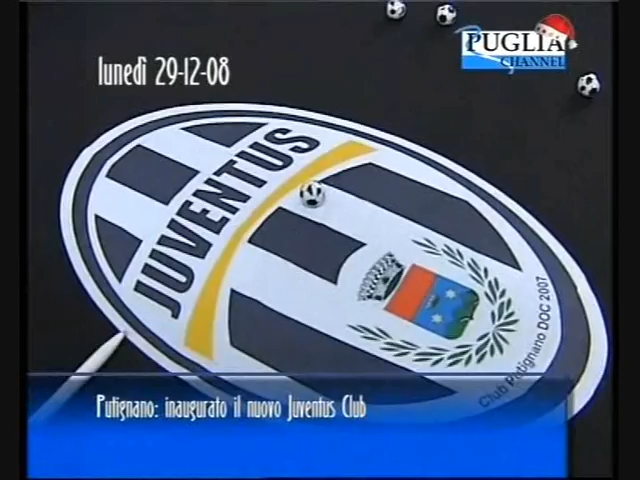 PUGLIA
CHANNEL
lunedì 29-12-08
JUVENTUS
Club Putignano DOC 2007
Putignano: inaugurato il nuovo Juventus Club